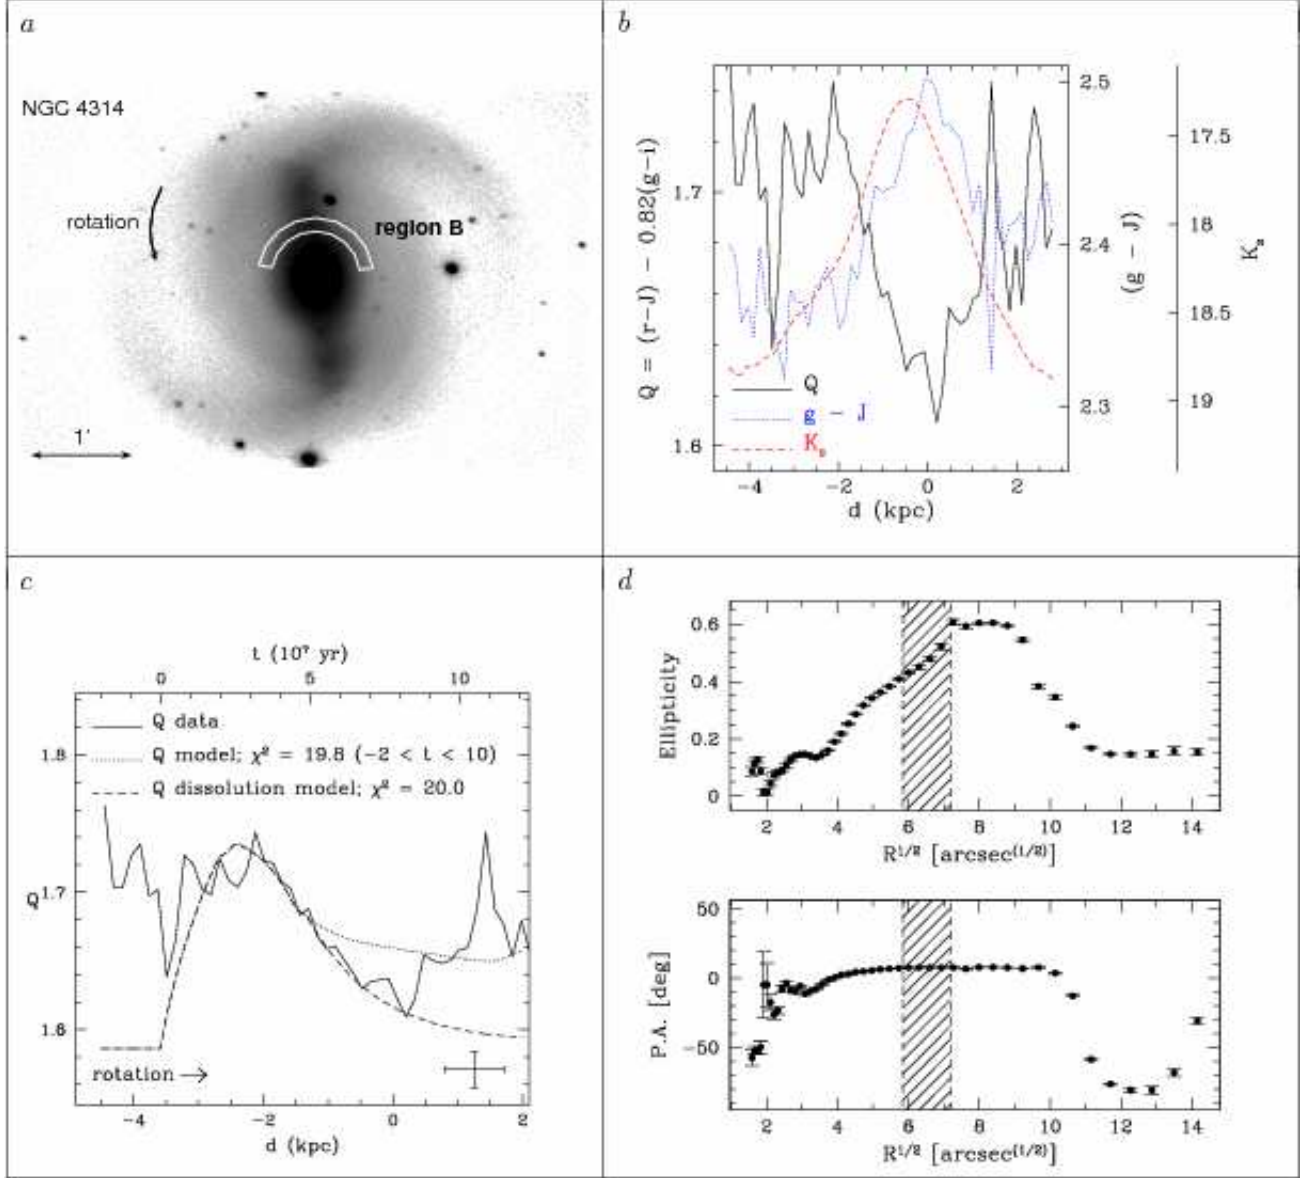 a
NGC 4314
rotation
region B
1'
b
Q = (r-J) - 0.82(g-i)
1.7
1.6
2.5
2.4
2.3
(g - J)
17.5
18
18.5
19
K_s
Q
g - J
K_s
-4 -2 0 2
d (kpc)
c
t (10⁷ yr)
0 5 10
Q data
Q model; χ² = 19.8 (-2 < t < 10)
Q dissolution model; χ² = 20.0
1.8
1.7
1.6
Q
rotation →
-4 -2 0 2
d (kpc)
d
Ellipticity
0.6
0.4
0.2
0
2 4 6 8 10 12 14
R^1/2 [arcsec^(1/2)]
P.A. [deg]
50
0
-50
2 4 6 8 10 12 14
R^1/2 [arcsec^(1/2)]